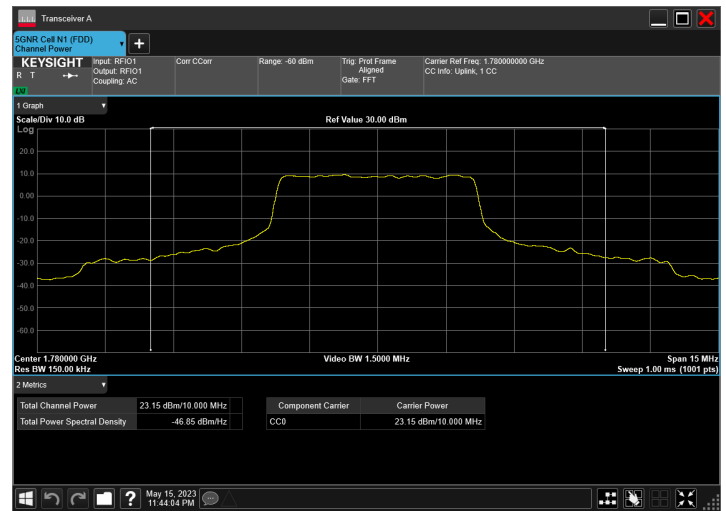 Transceiver A
5GNR Cell N1 (FDD)
Channel Power
KEYSIGHT
R T
LXI
Input: RFIO1
Output: RFIO1
Coupling: AC
Corr CCorr
Range: -60 dBm
Trig: Prot Frame
Aligned
Gate: FFT
Carrier Ref Freq: 1.780000000 GHz
CC Info: Uplink, 1 CC
1 Graph
Scale/Div 10.0 dB
Ref Value 30.00 dBm
Log
20.0
10.0
0.00
-10.0
-20.0
-30.0
-40.0
-50.0
-60.0
Center 1.780000 GHz
Video BW 1.5000 MHz
Span 15 MHz
Res BW 150.00 kHz
Sweep 1.00 ms (1001 pts)
2 Metrics
Total Channel Power 23.15 dBm/10.000 MHz
Total Power Spectral Density -46.85 dBm/Hz
Component Carrier Carrier Power
CC0 23.15 dBm/10.000 MHz
May 15, 2023
11:44:04 PM